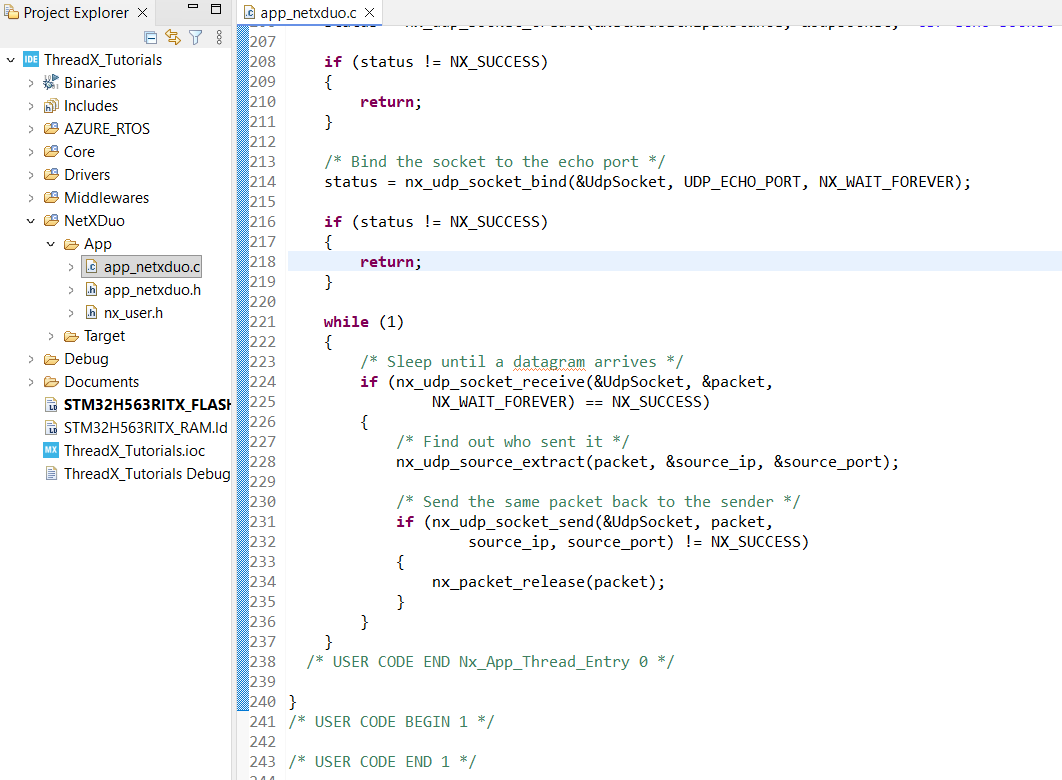 Project Explorer
ThreadX_Tutorials
Binaries
Includes
AZURE_RTOS
Core
Drivers
Middlewares
NetXDuo
App
app_netxduo.c
app_netxduo.h
nx_user.h
Target
Debug
Documents
STM32H563RITX_FLASH
STM32H563RITX_RAM.ld
ThreadX_Tutorials.ioc
ThreadX_Tutorials Debug
app_netxduo.c
207
208 if (status != NX_SUCCESS)
209 {
210 return;
211 }
212
213 /* Bind the socket to the echo port */
214 status = nx_udp_socket_bind(&UdpSocket, UDP_ECHO_PORT, NX_WAIT_FOREVER);
215
216 if (status != NX_SUCCESS)
217 {
218 return;
219 }
220
221 while (1)
222 {
223 /* Sleep until a datagram arrives */
224 if (nx_udp_socket_receive(&UdpSocket, &packet,
225 NX_WAIT_FOREVER) == NX_SUCCESS)
226 {
227 /* Find out who sent it */
228 nx_udp_source_extract(packet, &source_ip, &source_port);
229
230 /* Send the same packet back to the sender */
231 if (nx_udp_socket_send(&UdpSocket, packet,
232 source_ip, source_port) != NX_SUCCESS)
233 {
234 nx_packet_release(packet);
235 }
236 }
237 }
238 /* USER CODE END Nx_App_Thread_Entry 0 */
239
240 }
241 /* USER CODE BEGIN 1 */
242
243 /* USER CODE END 1 */